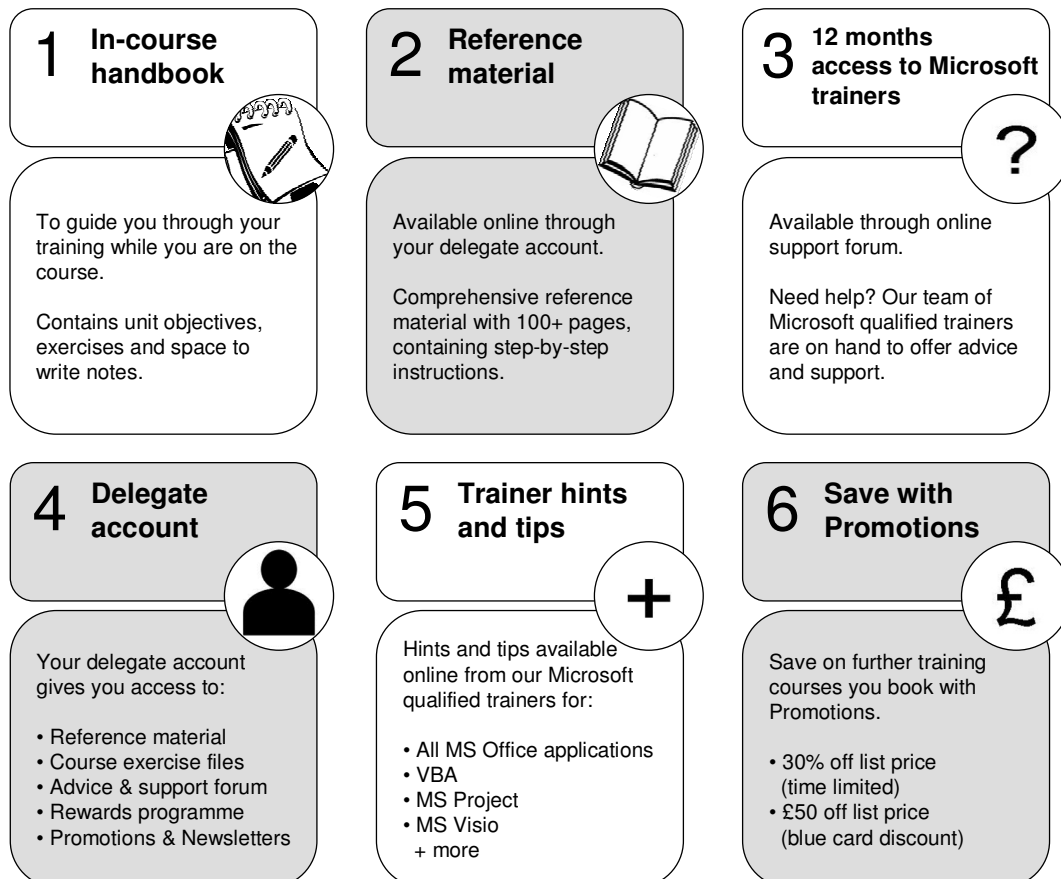 1
In-course
handbook
To guide you through your
training while you are on the
course.
Contains unit objectives,
exercises and space to
write notes.
2
Reference
material
Available online through
your delegate account.
Comprehensive reference
material with 100+ pages,
containing step-by-step
instructions.
3
12 months
access to Microsoft
trainers
?
Available through online
support forum.
Need help? Our team of
Microsoft qualified trainers
are on hand to offer advice
and support.
4
Delegate
account
Your delegate account
gives you access to:
• Reference material
• Course exercise files
• Advice & support forum
• Rewards programme
• Promotions & Newsletters
5
Trainer hints
and tips
+
Hints and tips available
online from our Microsoft
qualified trainers for:
• All MS Office applications
• VBA
• MS Project
• MS Visio
+ more
6
Save with
Promotions
£
Save on further training
courses you book with
Promotions.
• 30% off list price
(time limited)
• £50 off list price
(blue card discount)